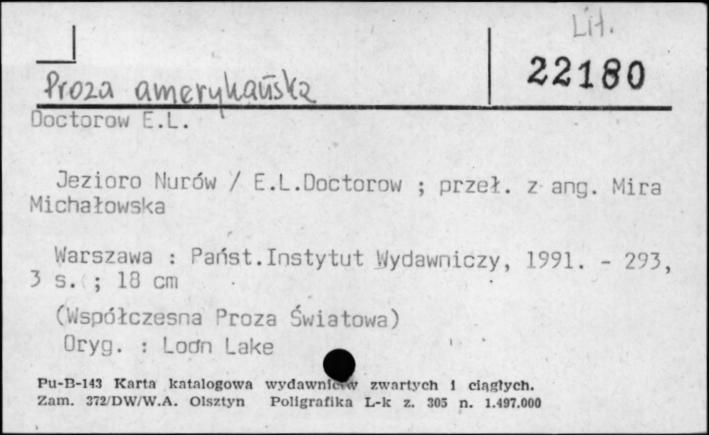 Lit.
22180
Proza amerykańska
Doctorow E.L.
Jezioro Nurów / E.L.Doctorow ; przeł. z ang. Mira
Michałowska
Warszawa : Państ.Instytut Wydawniczy, 1991. - 293,
3 s. ; 18 cm
(Współczesna Proza Światowa)
Oryg. : Loon Lake
Pu-B-143 Karta katalogowa wydawnictw zwartych i ciągłych.
Zam. 372/DW/W.A. Olsztyn Poligrafika L-k z. 305 n. 1.497.000